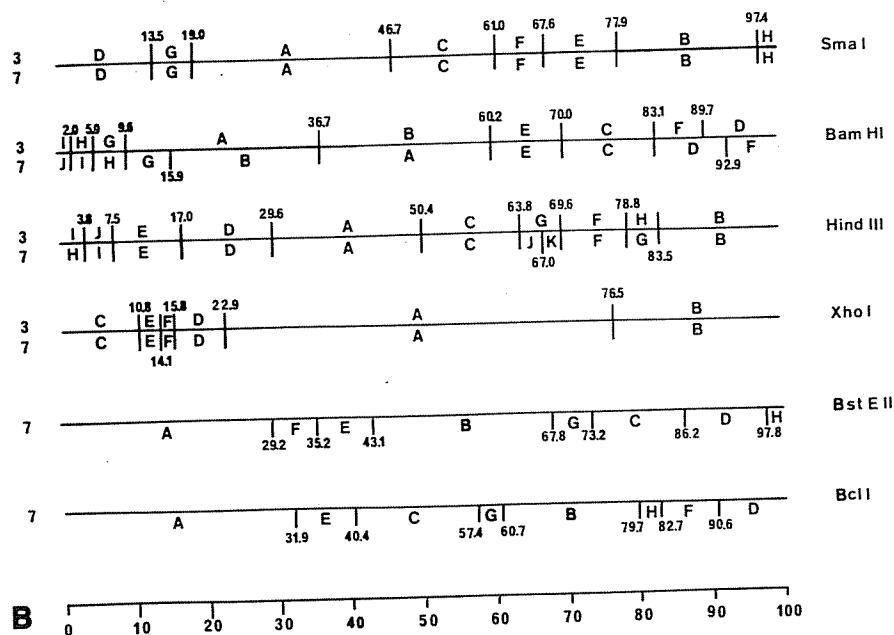 13.5 19.0 46.7 61.0 67.6 77.9 97.4
3 D G A C F E B H Sma I
7 D G A C F E B H
2.0 5.0 9.6 36.7 60.2 70.0 83.1 89.7
3 I H G A B E C F D Bam HI
7 J I H G B A E C D F
15.9 92.9
3.8 7.5 17.0 29.6 50.4 63.8 69.6 78.8
3 I J E D A C G F H B Hind III
7 H I E D A C J K F G B
67.0 83.5
10.8 15.8 22.9 76.5
3 C E F D A B Xho I
7 C E F D A B
14.1
7 A F E B G C D H Bst E II
29.2 35.2 43.1 67.8 73.2 86.2 97.8
7 A E C G B H F D Bcl I
31.9 40.4 57.4 60.7 79.7 82.7 90.6
B
0 10 20 30 40 50 60 70 80 90 100